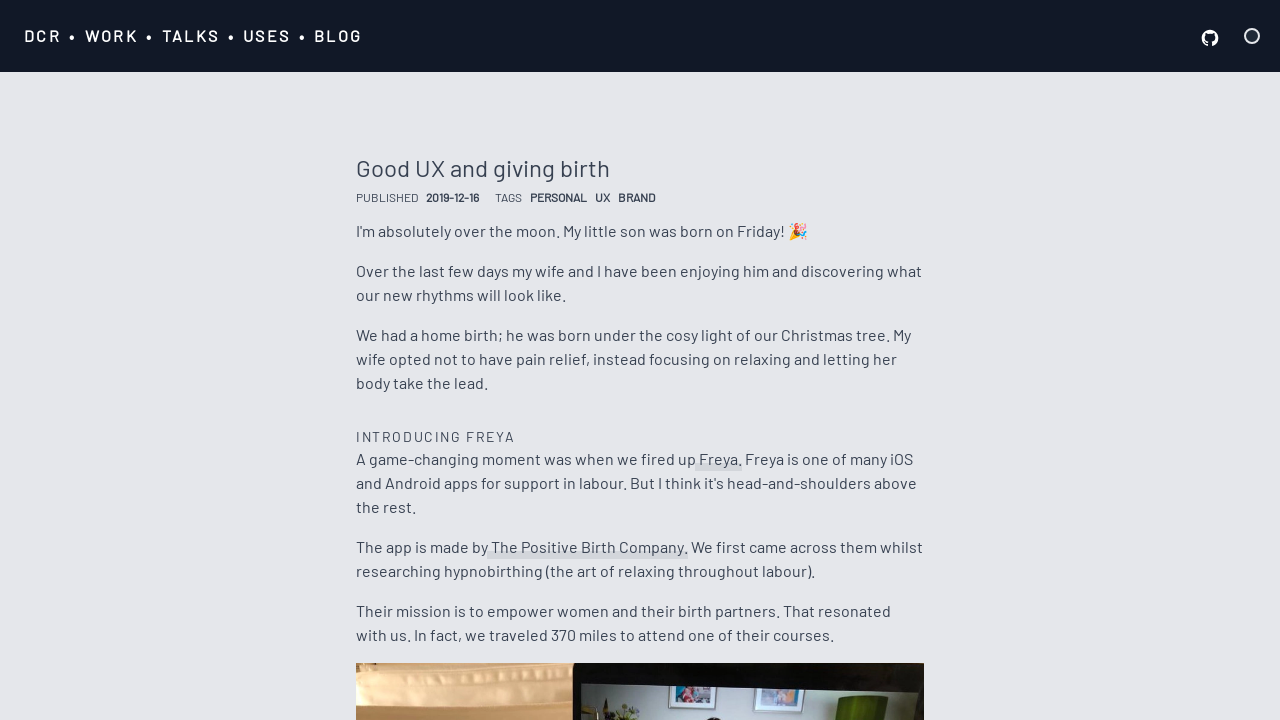 DCR • WORK • TALKS • USES • BLOG
Good UX and giving birth
PUBLISHED 2019-12-16 TAGS PERSONAL UX BRAND
I'm absolutely over the moon. My little son was born on Friday! 🎉
Over the last few days my wife and I have been enjoying him and discovering what
our new rhythms will look like.
We had a home birth; he was born under the cosy light of our Christmas tree. My
wife opted not to have pain relief, instead focusing on relaxing and letting her
body take the lead.
INTRODUCING FREYA
A game-changing moment was when we fired up Freya. Freya is one of many iOS
and Android apps for support in labour. But I think it's head-and-shoulders above
the rest.
The app is made by The Positive Birth Company. We first came across them whilst
researching hypnobirthing (the art of relaxing throughout labour).
Their mission is to empower women and their birth partners. That resonated
with us. In fact, we traveled 370 miles to attend one of their courses.